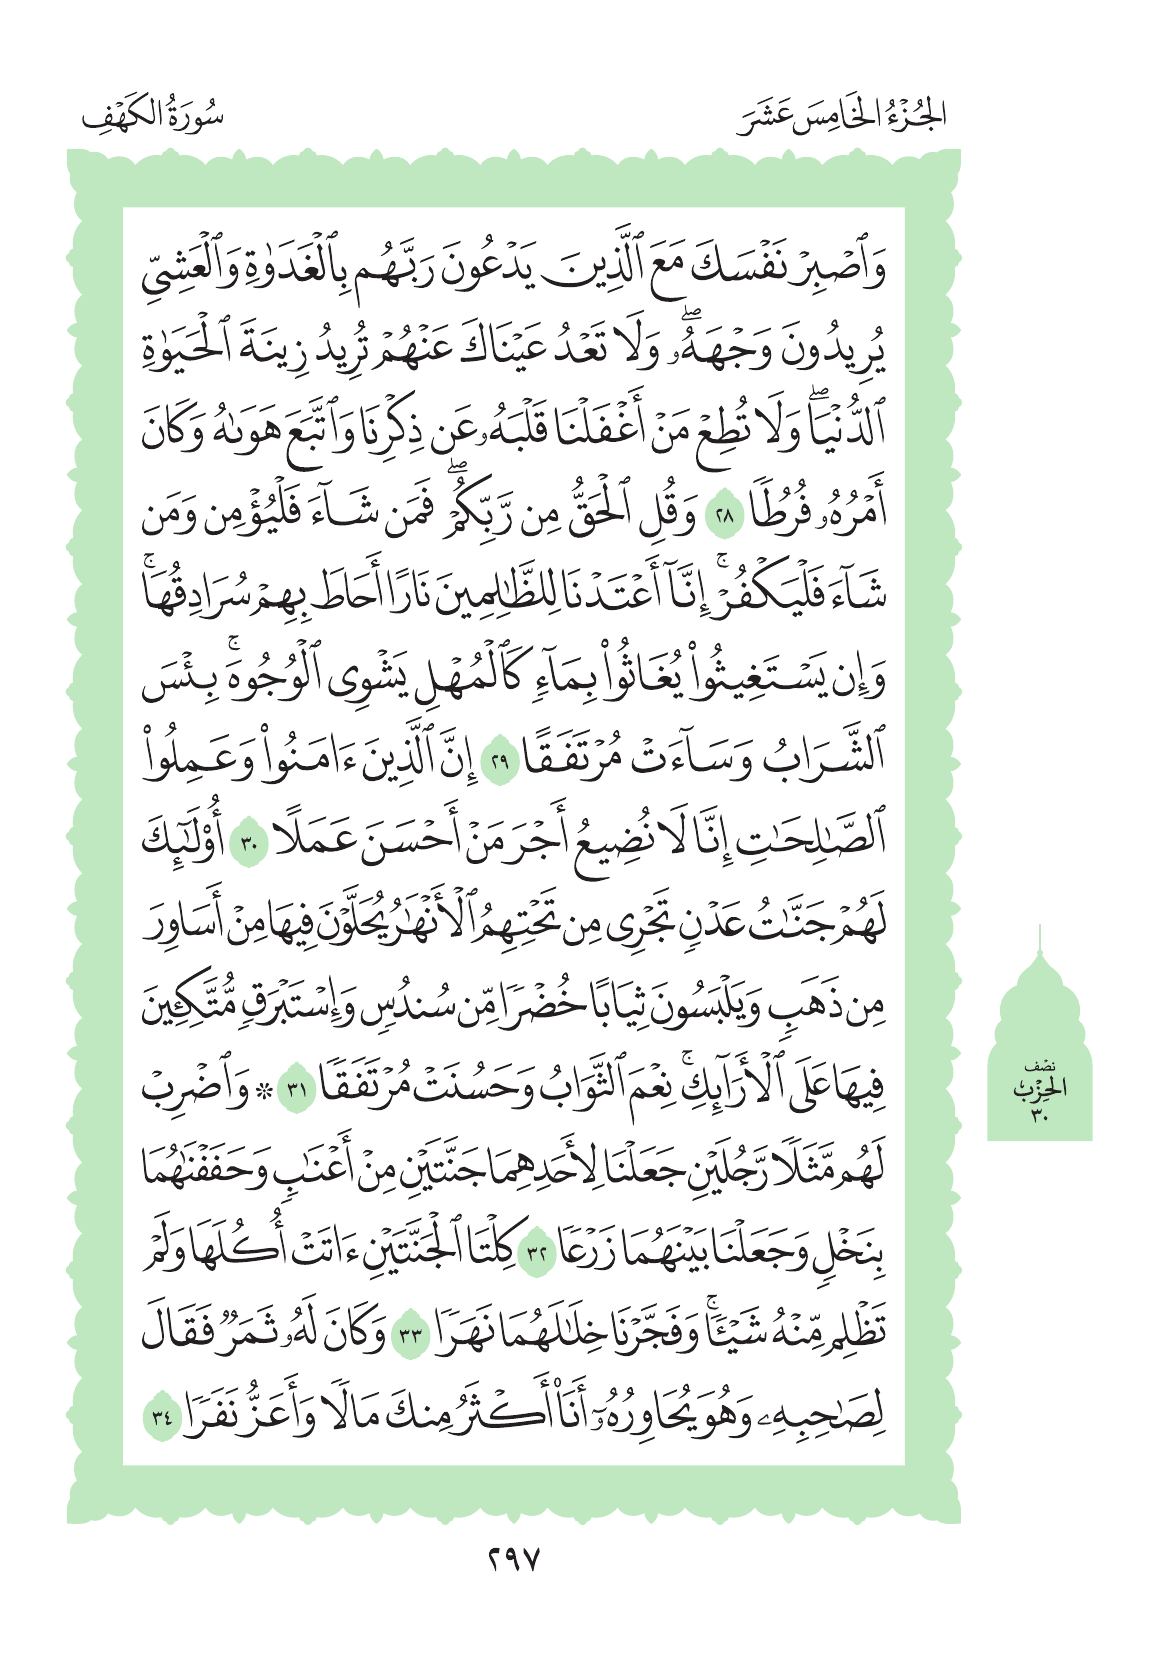 الجُزْءُ الخَامِسَ عَشَرَ
سُورَةُ الكَهْفِ
وَٱصۡبِرۡ نَفۡسَكَ مَعَ ٱلَّذِينَ يَدۡعُونَ رَبَّهُم بِٱلۡغَدَوٰةِ وَٱلۡعَشِيِّ
يُرِيدُونَ وَجۡهَهُۥۖ وَلَا تَعۡدُ عَيۡنَاكَ عَنۡهُمۡ تُرِيدُ زِينَةَ ٱلۡحَيَوٰةِ
ٱلدُّنۡيَاۖ وَلَا تُطِعۡ مَنۡ أَغۡفَلۡنَا قَلۡبَهُۥ عَن ذِكۡرِنَا وَٱتَّبَعَ هَوَىٰهُ وَكَانَ
أَمۡرُهُۥ فُرُطٗا ٢٨ وَقُلِ ٱلۡحَقُّ مِن رَّبِّكُمۡۖ فَمَن شَآءَ فَلۡيُؤۡمِن وَمَن
شَآءَ فَلۡيَكۡفُرۡۚ إِنَّآ أَعۡتَدۡنَا لِلظَّٰلِمِينَ نَارًا أَحَاطَ بِهِمۡ سُرَادِقُهَاۚ
وَإِن يَسۡتَغِيثُواْ يُغَاثُواْ بِمَآءٖ كَٱلۡمُهۡلِ يَشۡوِي ٱلۡوُجُوهَۚ بِئۡسَ
ٱلشَّرَابُ وَسَآءَتۡ مُرۡتَفَقًا ٢٩ إِنَّ ٱلَّذِينَ ءَامَنُواْ وَعَمِلُواْ
ٱلصَّٰلِحَٰتِ إِنَّا لَا نُضِيعُ أَجۡرَ مَنۡ أَحۡسَنَ عَمَلًا ٣٠ أُوْلَٰٓئِكَ
لَهُمۡ جَنَّٰتُ عَدۡنٖ تَجۡرِي مِن تَحۡتِهِمُ ٱلۡأَنۡهَٰرُ يُحَلَّوۡنَ فِيهَا مِنۡ أَسَاوِرَ
مِن ذَهَبٖ وَيَلۡبَسُونَ ثِيَابًا خُضۡرٗا مِّن سُندُسٖ وَإِسۡتَبۡرَقٖ مُّتَّكِـِٔينَ
فِيهَا عَلَى ٱلۡأَرَآئِكِۚ نِعۡمَ ٱلثَّوَابُ وَحَسُنَتۡ مُرۡتَفَقٗا ٣١ ۞ وَٱضۡرِبۡ
لَهُم مَّثَلٗا رَّجُلَيۡنِ جَعَلۡنَا لِأَحَدِهِمَا جَنَّتَيۡنِ مِنۡ أَعۡنَٰبٖ وَحَفَفۡنَٰهُمَا
بِنَخۡلٖ وَجَعَلۡنَا بَيۡنَهُمَا زَرۡعٗا ٣٢ كِلۡتَا ٱلۡجَنَّتَيۡنِ ءَاتَتۡ أُكُلَهَا وَلَمۡ
تَظۡلِم مِّنۡهُ شَيۡـٔٗاۚ وَفَجَّرۡنَا خِلَٰلَهُمَا نَهَرٗا ٣٣ وَكَانَ لَهُۥ ثَمَرٞ فَقَالَ
لِصَٰحِبِهِۦ وَهُوَ يُحَاوِرُهُۥٓ أَنَا۠ أَكۡثَرُ مِنكَ مَالٗا وَأَعَزُّ نَفَرٗا ٣٤
نصْف
الحِزْب
٣٠
٢٩٧